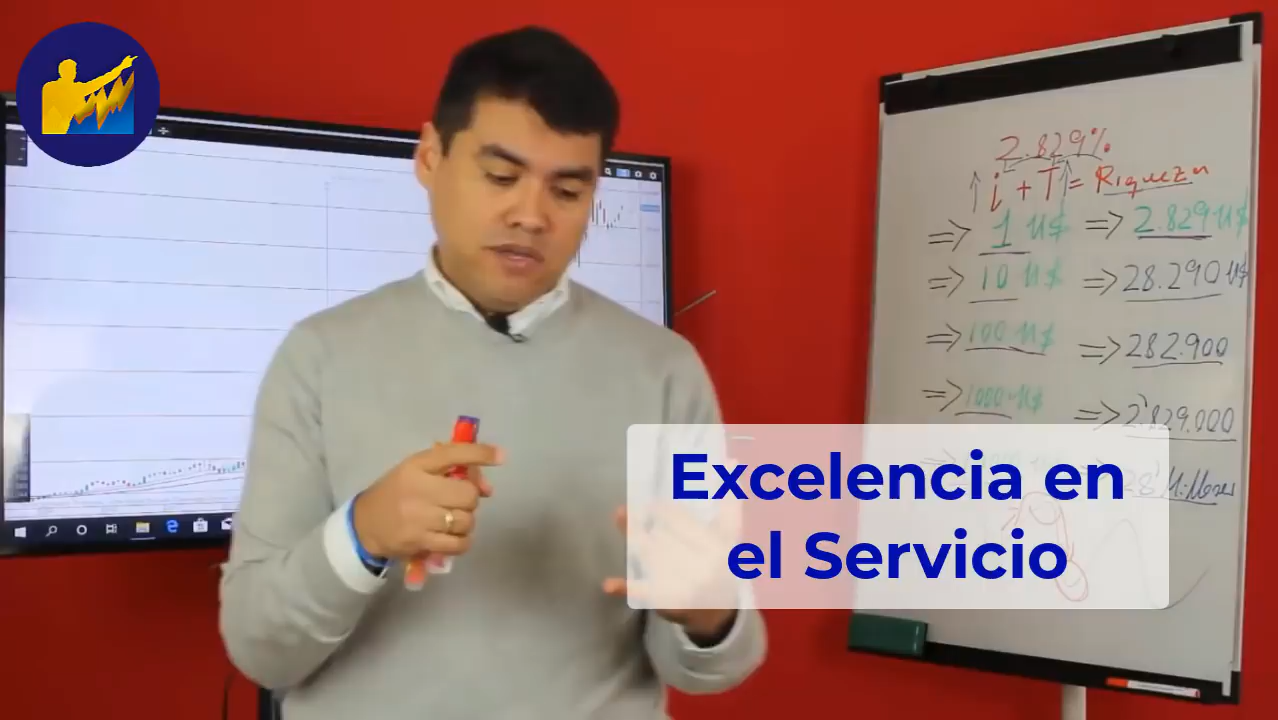 2.829%
i + T = Riqueza
⇒ 1 U$ ⇒ 2.829 U$
⇒ 10 U$ ⇒ 28.290 U$
⇒ 100 U$ ⇒ 282.900
⇒ 1000 U$ ⇒ 2'829.000
Excelencia en
el Servicio